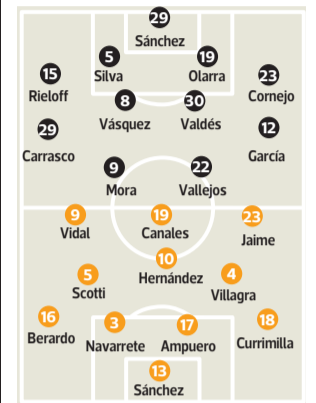 29
Sánchez
5 19
Silva Olarra
15 23
Rieloff Cornejo
8 30
Vásquez Valdés
29 12
Carrasco García
9 22
Mora Vallejos
9 19 23
Vidal Canales Jaime
10
Hernández
5 4
Scotti Villagra
16 3 17 18
Berardo Navarrete Ampuero Currimilla
13
Sánchez